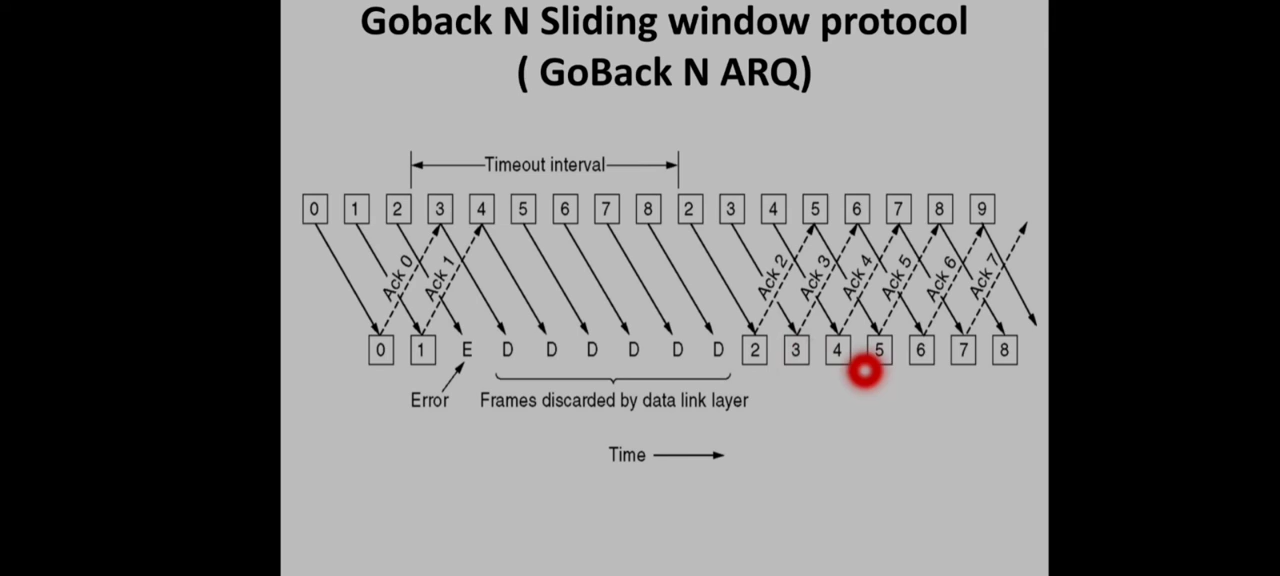 Goback N Sliding window protocol
( GoBack N ARQ)
Timeout interval
0 1 2 3 4 5 6 7 8 2 3 4 5 6 7 8 9
Ack 0 Ack 1 Ack 2 Ack 3 Ack 4 Ack 5 Ack 6 Ack 7
0 1 E D D D D D D 2 3 4 5 6 7 8
Error Frames discarded by data link layer
Time